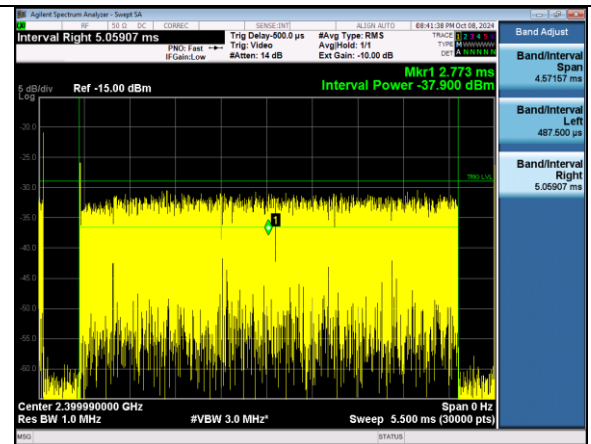 Agilent Spectrum Analyzer - Swept SA
RF 50 Ω DC CORREC SENSE:INT ALIGN AUTO 08:41:38 PM Oct 08, 2024
Interval Right 5.05907 ms
PNO: Fast
IFGain:Low
Trig Delay-500.0 µs
Trig: Video
#Atten: 14 dB
#Avg Type: RMS
Avg|Hold: 1/1
Ext Gain: -10.00 dB
TRACE 1 2 3 4 5 6
TYPE M W W W W W
DET A N N N N N
Mkr1 2.773 ms
Interval Power -37.900 dBm
5 dB/div Ref -15.00 dBm
Log
-20.0
-25.0
-30.0
-35.0
-40.0
-45.0
-50.0
-55.0
-60.0
TRIG LVL
1
Center 2.399990000 GHz
Span 0 Hz
Res BW 1.0 MHz
#VBW 3.0 MHz*
Sweep 5.500 ms (30000 pts)
MSG
STATUS
Band Adjust
Band/Interval
Span
4.57157 ms
Band/Interval
Left
487.500 µs
Band/Interval
Right
5.05907 ms